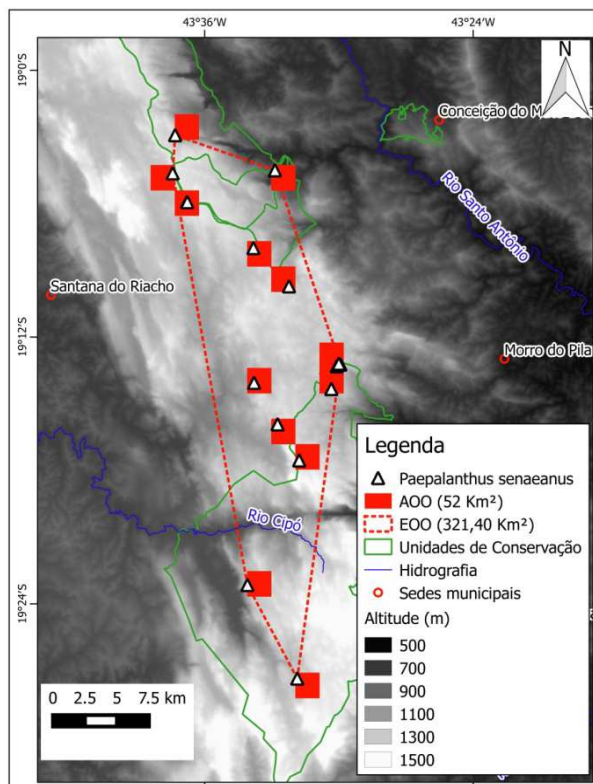 43°36'
43°24'
19°0'S
N
Conceição do M
Rio Santo Antônio
Santana do Riacho
19°12'S
Morro do Pila
Legenda
Paepalanthus senaeanus
AOO (52 Km²)
EOO (321,40 Km²)
Unidades de Conservação
Hidrografia
Sedes municipais
Altitude (m)
500
700
900
1100
1300
1500
Rio Cipó
19°24'S
0 2.5 5 7.5 km